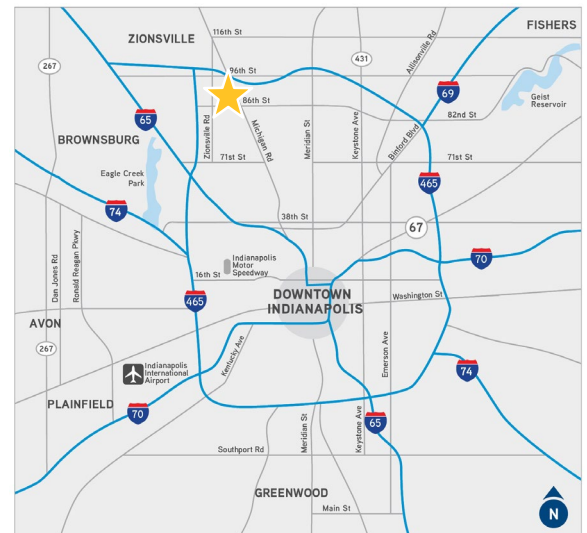 FISHERS
116th St
ZIONSVILLE
Allisonville Rd
431
267
96th St
69
86th St
Geist
Reservoir
82nd St
65
Zionsville Rd
Michigan Rd
Meridian St
Keystone Ave
Binford Blvd
BROWNSBURG
71st St
71st St
Eagle Creek
Park
465
74
38th St
67
Indianapolis
Motor
Speedway
70
Dan Jones Rd
Ronald Reagan Pkwy
16th St
DOWNTOWN
INDIANAPOLIS
Washington St
465
AVON
267
Kentucky Ave
Emerson Ave
Indianapolis
International
Airport
74
PLAINFIELD
70
Meridian St
Keystone Ave
65
Southport Rd
GREENWOOD
Main St
N